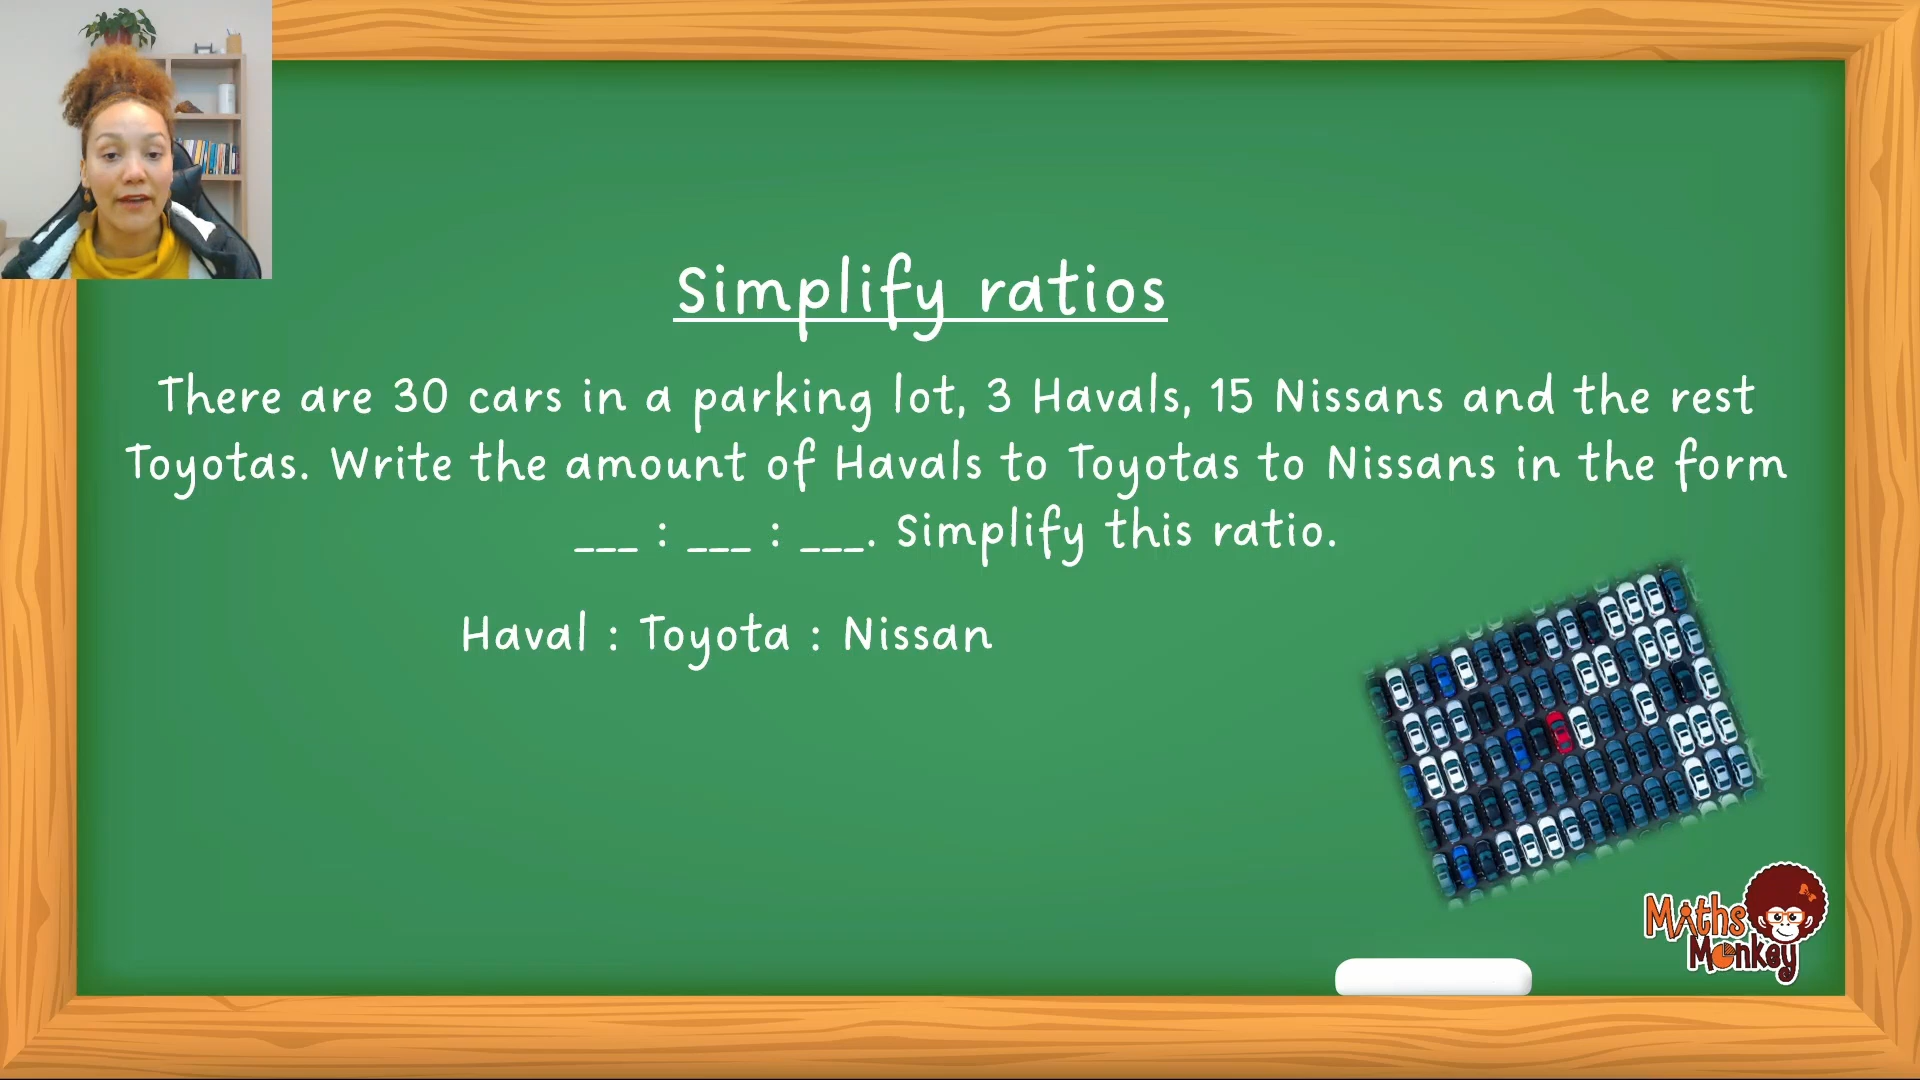 Simplify ratios
There are 30 cars in a parking lot, 3 Havals, 15 Nissans and the rest
Toyotas. Write the amount of Havals to Toyotas to Nissans in the form
___ : ___ : ___. Simplify this ratio.
Haval : Toyota : Nissan
Maths
Monkey